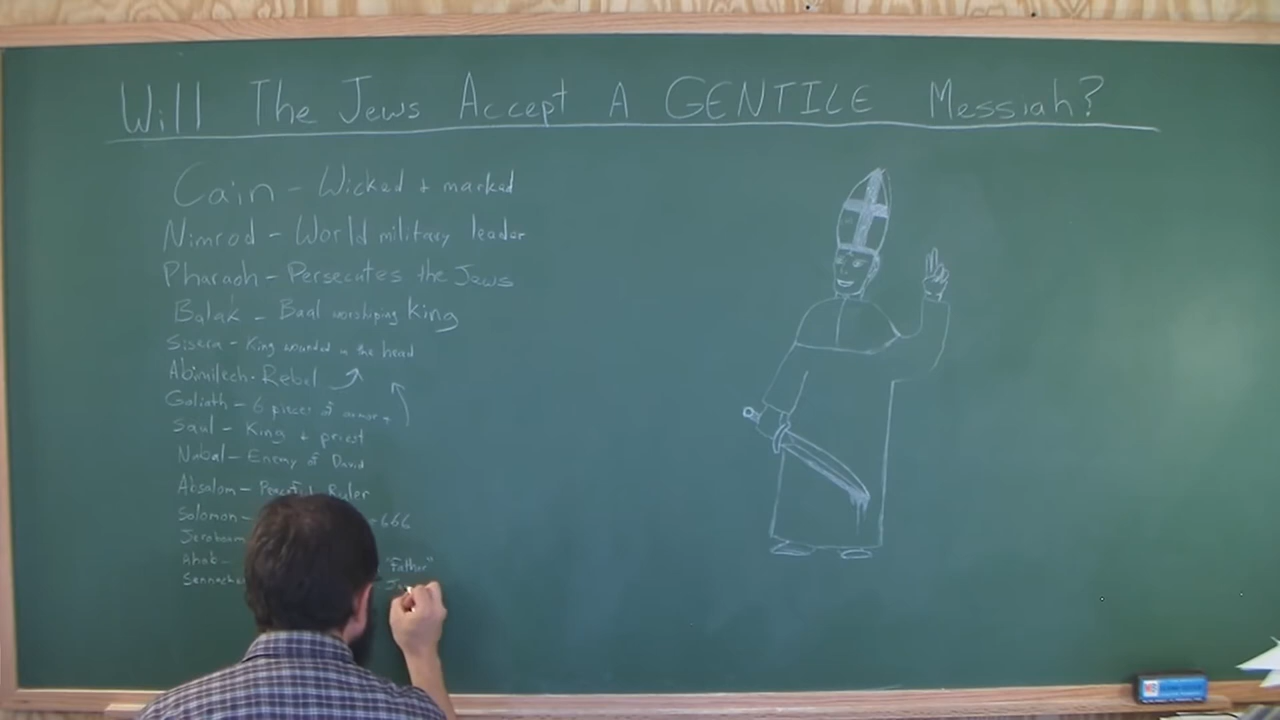 Will The Jews Accept A GENTILE Messiah?
Cain - Wicked + marked
Nimrod - World military leader
Pharaoh - Persecutes the Jews
Balak - Baal worshiping King
Sisera - King wounded in the head
Abimilech - Rebel
Goliath - 6 pieces of armor
Saul - King + priest
Nabal - Enemy of David
Absalom - Peaceful Ruler
Solomon - - 666
Jeroboam
Ahab - "Father"